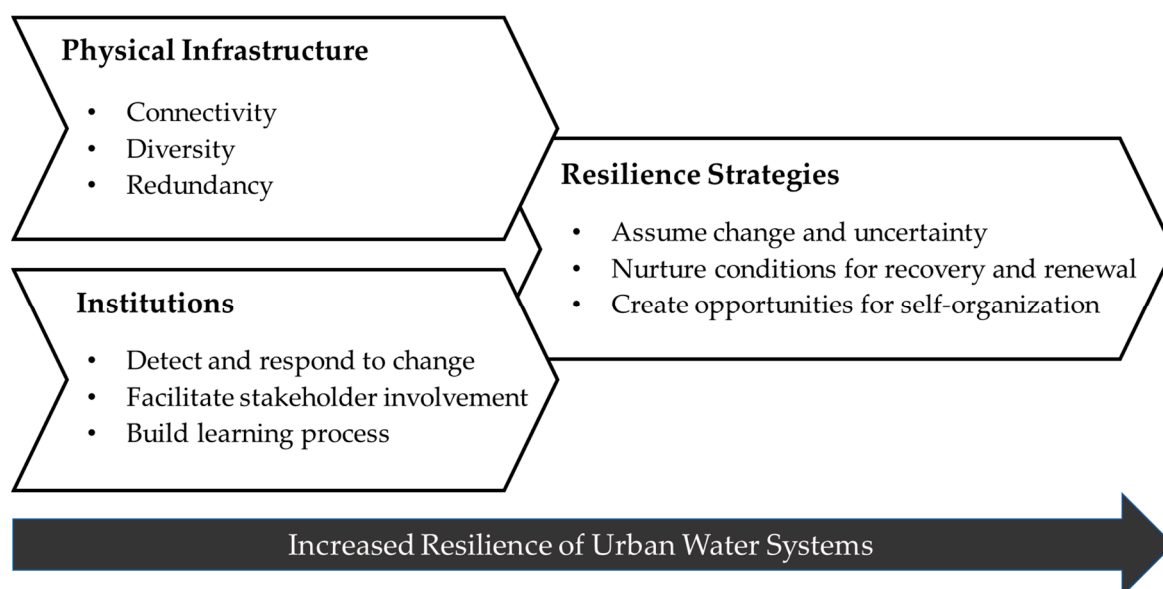 Physical Infrastructure
• Connectivity
• Diversity
• Redundancy
Resilience Strategies
• Assume change and uncertainty
• Nurture conditions for recovery and renewal
• Create opportunities for self-organization
Institutions
• Detect and respond to change
• Facilitate stakeholder involvement
• Build learning process
Increased Resilience of Urban Water Systems